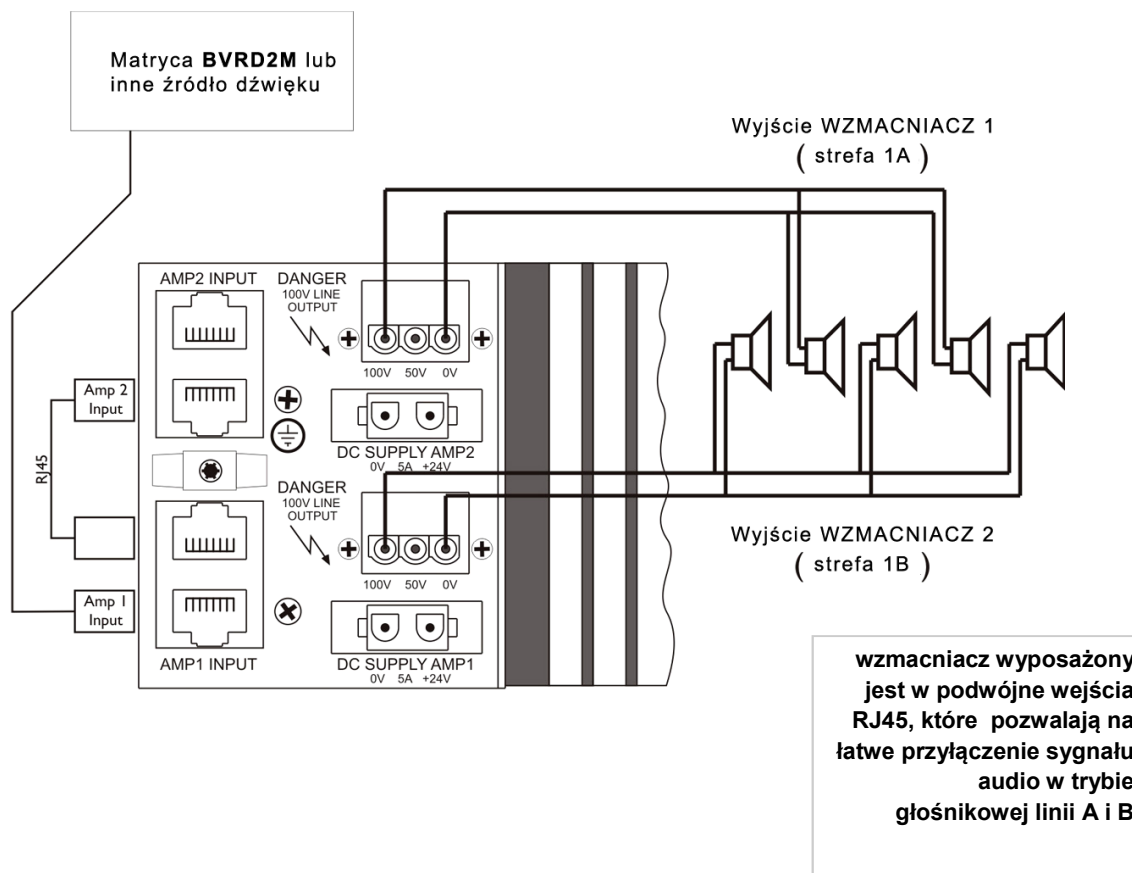 Matryca BVRD2M lub
inne źródło dźwięku
Wyjście WZMACNIACZ 1
( strefa 1A )
AMP2 INPUT
DANGER
100V LINE
OUTPUT
100V 50V 0V
Amp 2
Input
DC SUPPLY AMP2
0V 5A +24V
RJ45
DANGER
100V LINE
OUTPUT
100V 50V 0V
Wyjście WZMACNIACZ 2
( strefa 1B )
Amp 1
Input
AMP1 INPUT
DC SUPPLY AMP1
0V 5A +24V
wzmacniacz wyposażony
jest w podwójne wejścia
RJ45, które pozwalają na
łatwe przyłączenie sygnału
audio w trybie
głośnikowej linii A i B